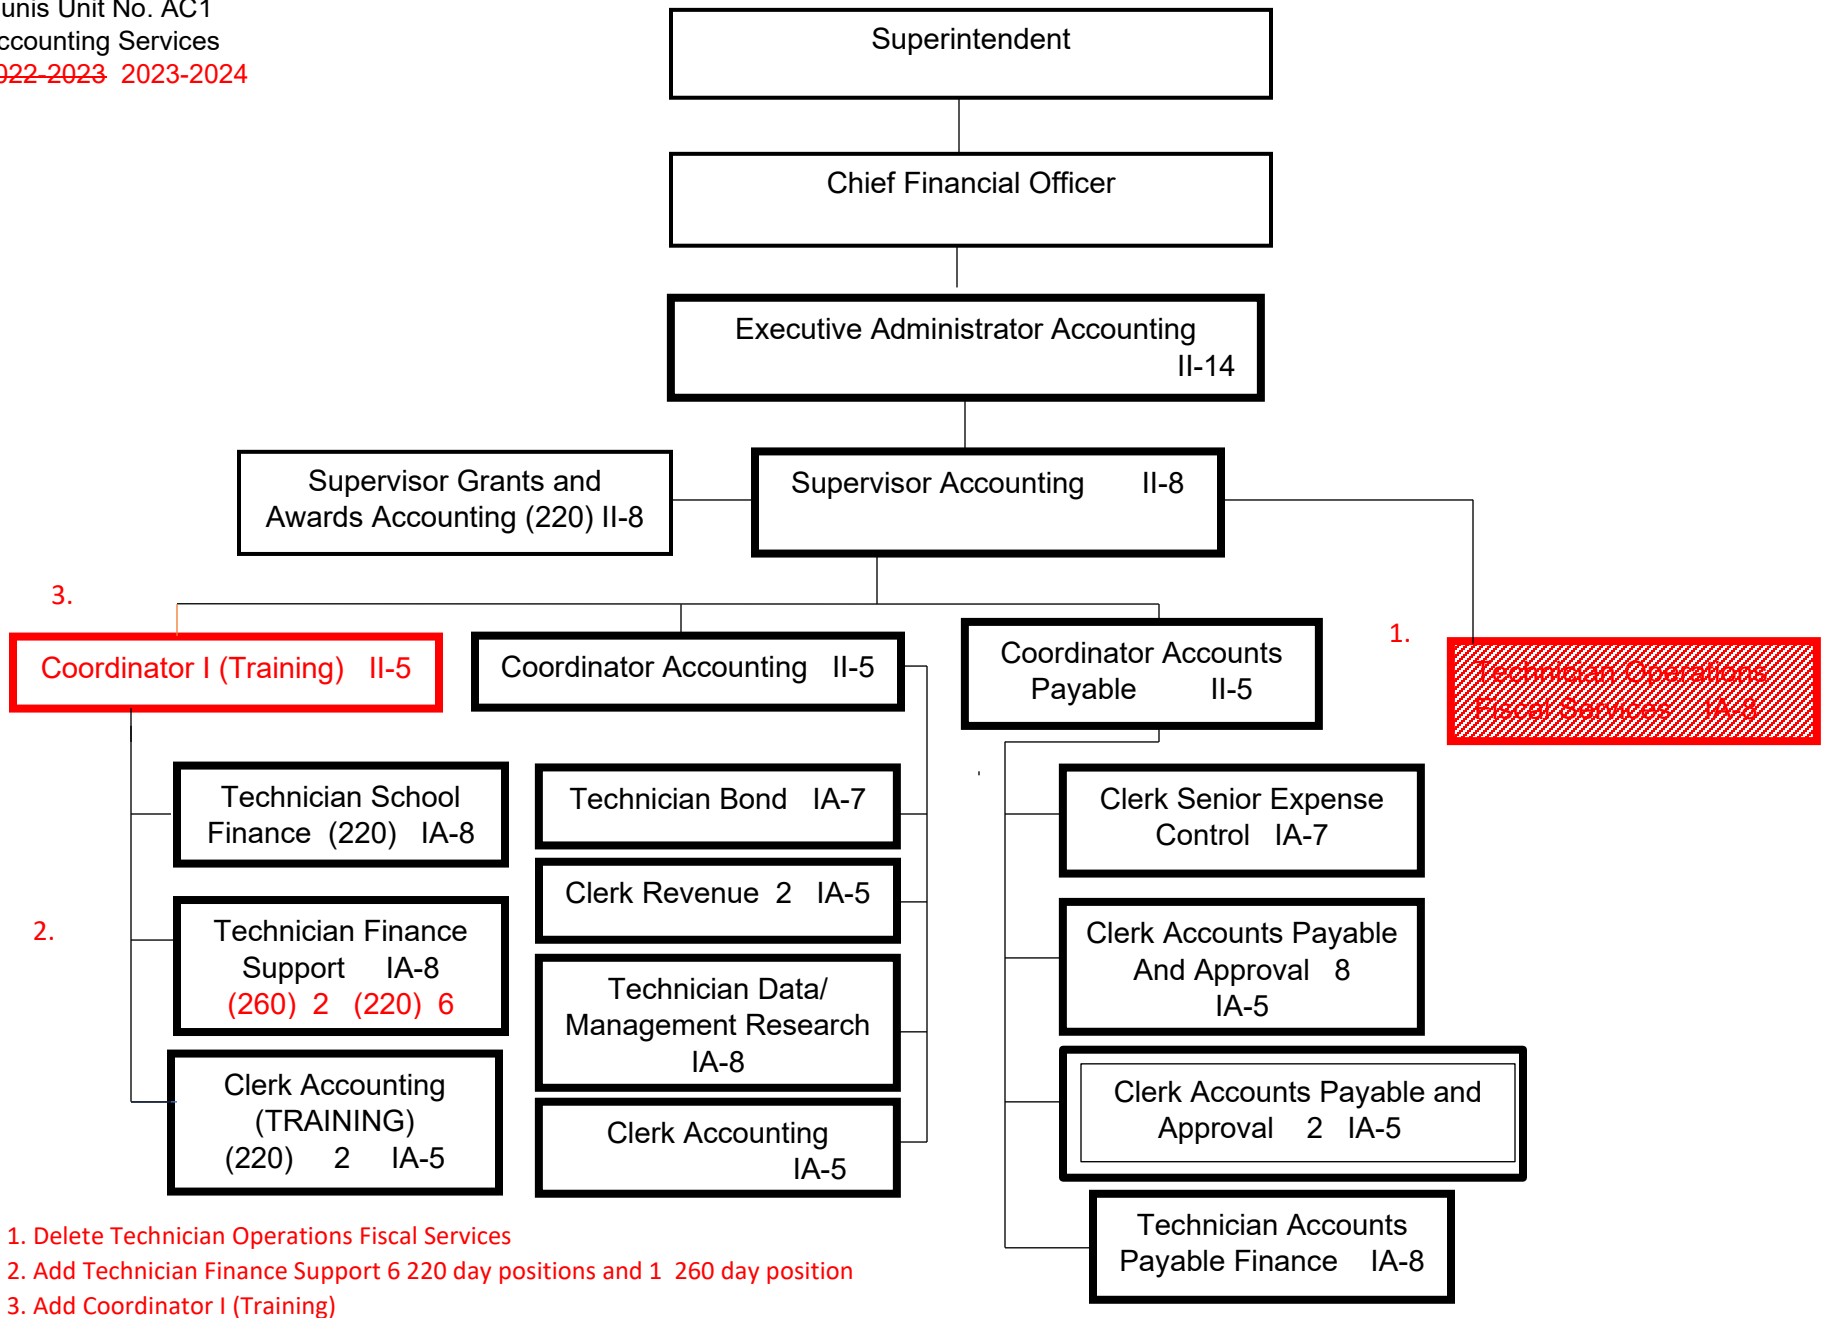 unis Unit No. AC1
ccounting Services
022-2023 2023-2024
Superintendent
Chief Financial Officer
Executive Administrator Accounting
II-14
Supervisor Grants and
Awards Accounting (220) II-8
Supervisor Accounting II-8
3.
Coordinator I (Training) II-5
Coordinator Accounting II-5
Coordinator Accounts
Payable II-5
1.
Technician Operations
Fiscal Services IA-8
Technician School
Finance (220) IA-8
2.
Technician Finance
Support IA-8
(260) 2 (220) 6
Clerk Accounting
(TRAINING)
(220) 2 IA-5
Technician Bond IA-7
Clerk Revenue 2 IA-5
Technician Data/
Management Research
IA-8
Clerk Accounting
IA-5
Clerk Senior Expense
Control IA-7
Clerk Accounts Payable
And Approval 8
IA-5
Clerk Accounts Payable and
Approval 2 IA-5
Technician Accounts
Payable Finance IA-8
1. Delete Technician Operations Fiscal Services
2. Add Technician Finance Support 6 220 day positions and 1 260 day position
3. Add Coordinator I (Training)